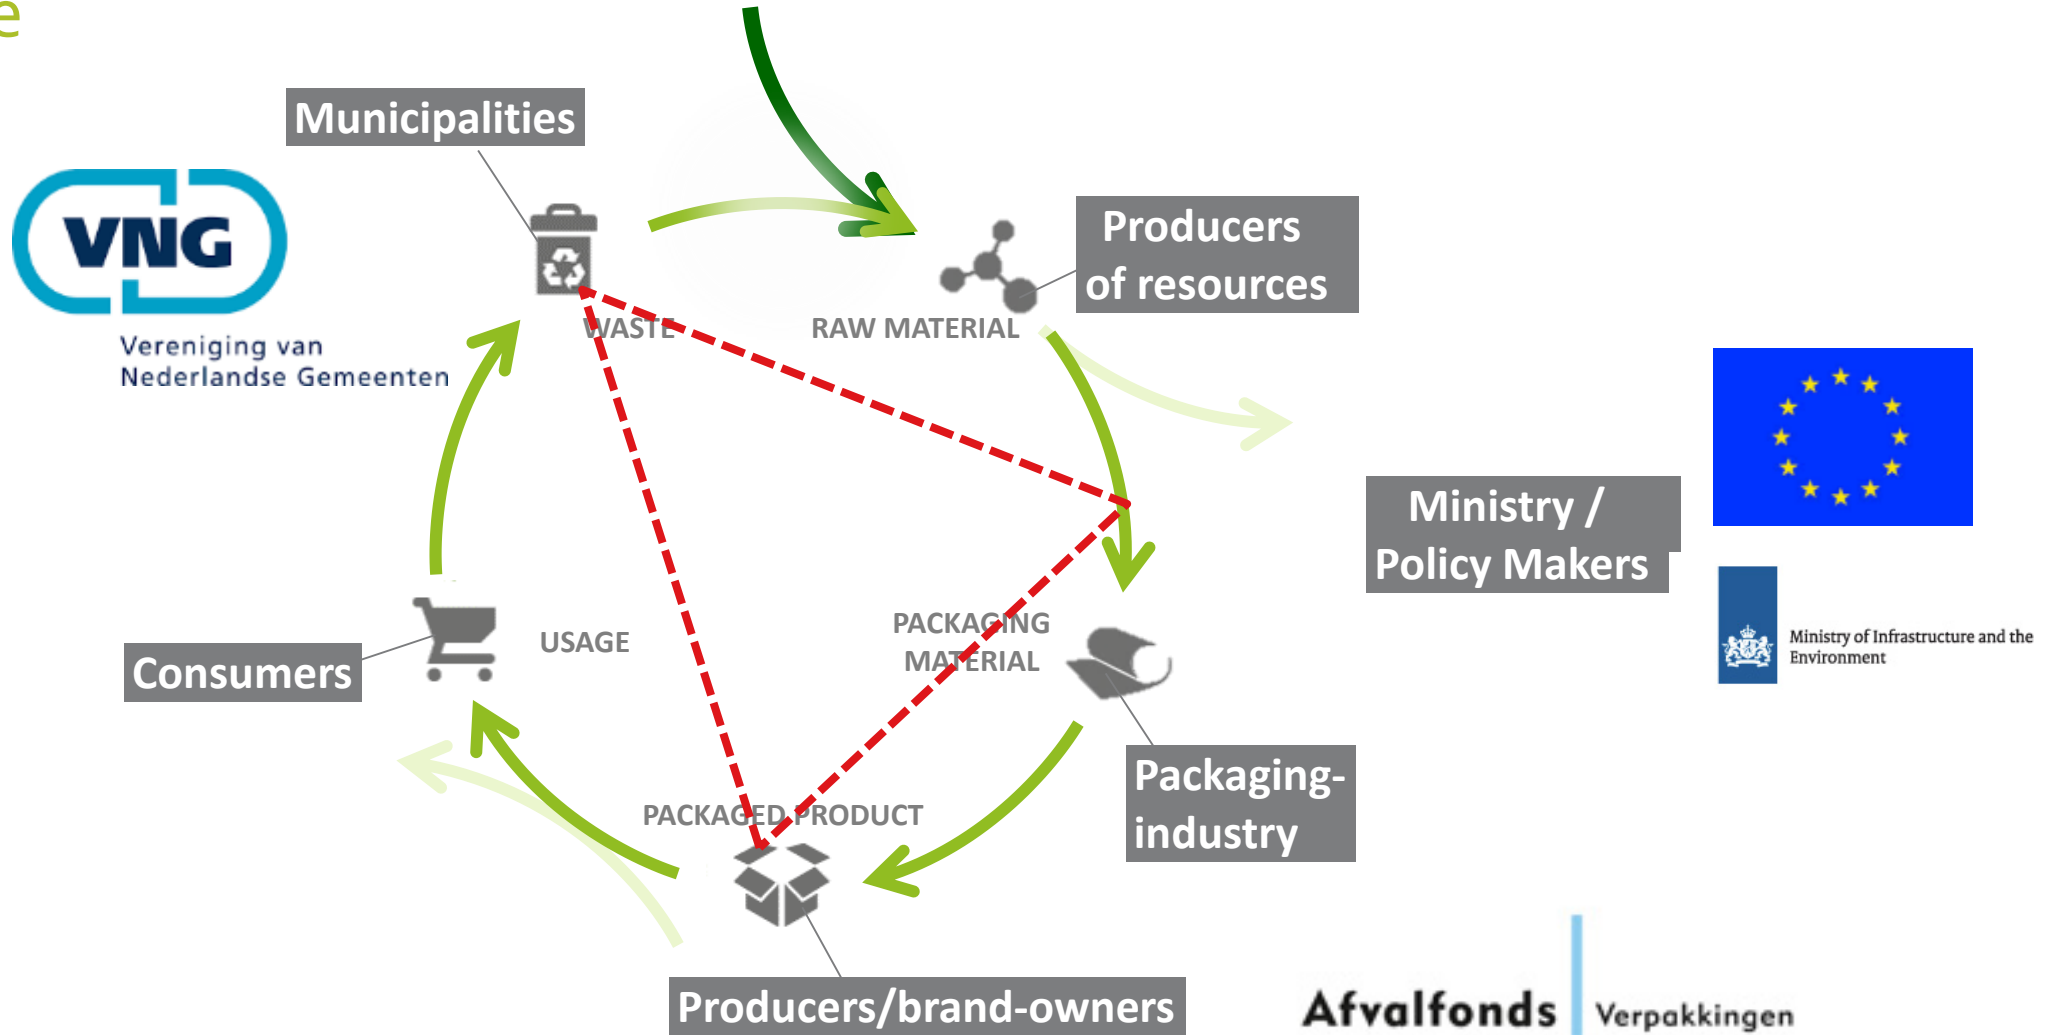 e
Municipalities
VNG
Vereniging van
Nederlandse Gemeenten
Producers
of resources
WASTE
RAW MATERIAL
Ministry /
Policy Makers
Ministry of Infrastructure and the
Environment
PACKAGING
MATERIAL
USAGE
Consumers
Packaging-
industry
PACKAGED PRODUCT
Producers/brand-owners
Afvalfonds Verpakkingen